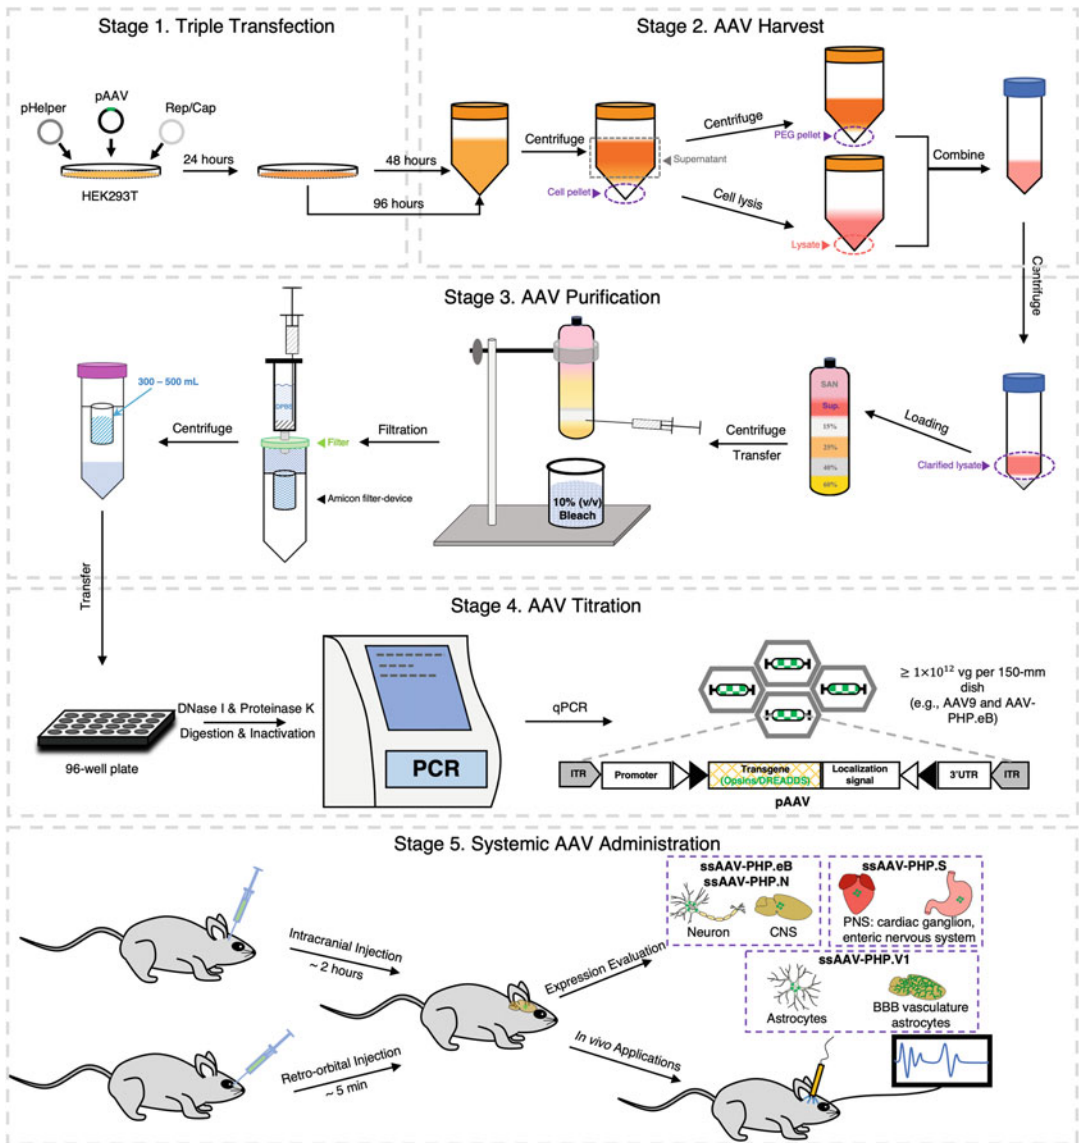 Stage 1. Triple Transfection
pHelper
pAAV
Rep/Cap
HEK293T
24 hours
48 hours
96 hours
Stage 2. AAV Harvest
Centrifuge
Supernatant
Cell pellet
Centrifuge
Cell lysis
PEG pellet
Lysate
Combine
Cantrifuge
Stage 3. AAV Purification
300 – 500 mL
Centrifuge
DPBS
Filter
Amicon filter-device
Filtration
10% (v/v)
Bleach
Centrifuge
Transfer
SAN
Sup.
15%
25%
40%
60%
Loading
Clarified lysate
Transfer
Stage 4. AAV Titration
96-well plate
DNase I & Proteinase K
Digestion & Inactivation
PCR
qPCR
≥ 1×10¹² vg per 150-mm
dish
(e.g., AAV9 and AAV-
PHP.eB)
ITR
Promoter
Transgene
(Opsins/DREADDS)
Localization
signal
3'UTR
ITR
pAAV
Stage 5. Systemic AAV Administration
Intracranial Injection
~ 2 hours
Retro-orbital Injection
~ 5 min
Expression Evaluation
In vivo Applications
ssAAV-PHP.eB
ssAAV-PHP.N
Neuron
CNS
ssAAV-PHP.S
PNS: cardiac ganglion,
enteric nervous system
ssAAV-PHP.V1
Astrocytes
BBB vasculature
astrocytes